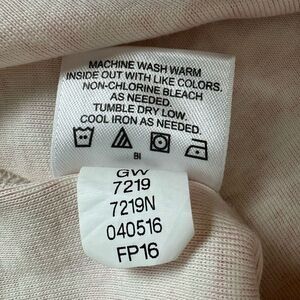 MACHINE WASH WARM
INSIDE OUT WITH LIKE COLORS.
NON-CHLORINE BLEACH
AS NEEDED.
TUMBLE DRY LOW.
COOL IRON AS NEEDED.
BI
GW
7219
7219N
040516
FP16